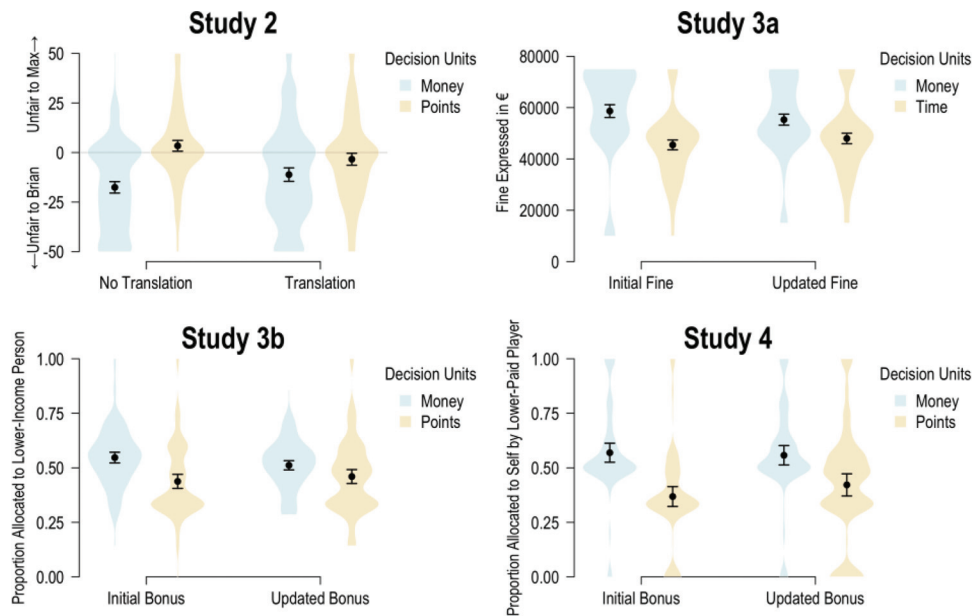 Study 2
←Unfair to Brian   Unfair to Max→
50
25
0
-25
-50
No Translation
Translation
Decision Units
Money
Points
Study 3a
Fine Expressed in €
80000
60000
40000
20000
0
Initial Fine
Updated Fine
Decision Units
Money
Time
Study 3b
Proportion Allocated to Lower-Income Person
1.00
0.75
0.50
0.25
0.00
Initial Bonus
Updated Bonus
Decision Units
Money
Points
Study 4
Proportion Allocated to Self by Lower-Paid Player
1.00
0.75
0.50
0.25
0.00
Initial Bonus
Updated Bonus
Decision Units
Money
Points